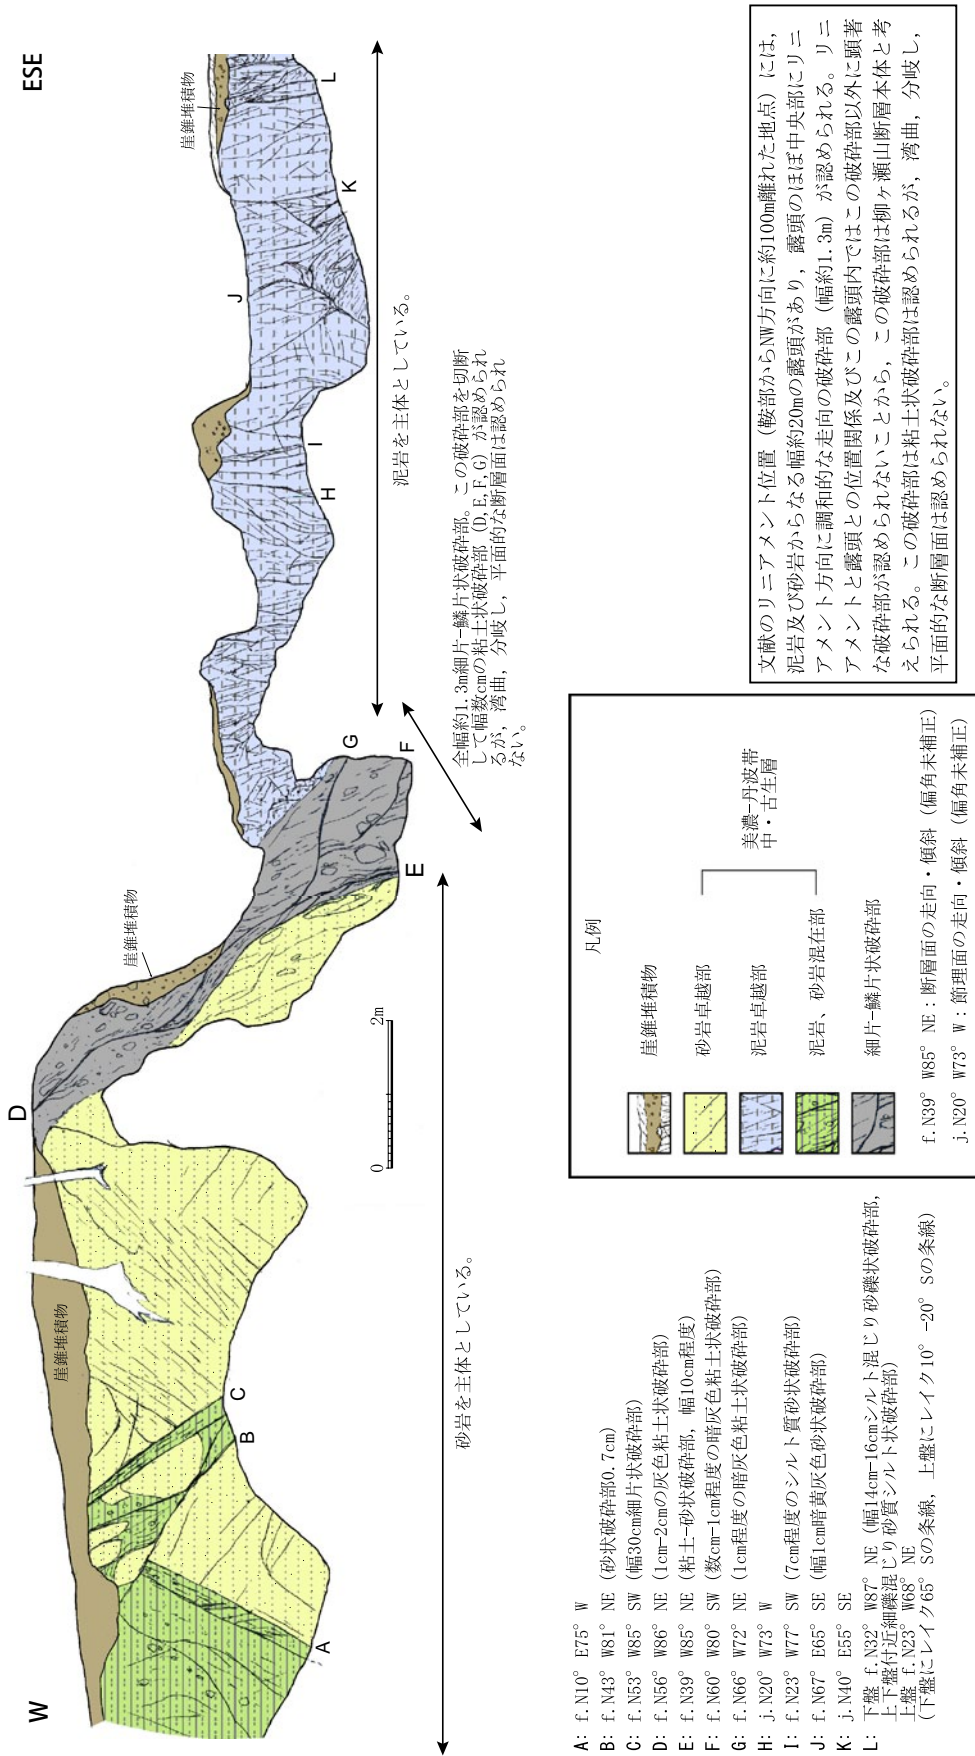 W
ESE
崖錐堆積物
崖錐堆積物
崖錐堆積物
A
B
C
D
E
F
G
H
I
J
K
L
0
2m
砂岩を主体としている。
泥岩を主体としている。
全幅約1.3m細片-鱗片状破砕部。この破砕部を切断
して幅数cmの粘土状破砕部（D,E,F,G）が認められ
るが，湾曲，分岐し，平面的な断層面は認められ
ない。
A: f.N10° E75° W
B: f.N43° W81° NE (砂状破砕部0.7cm)
C: f.N53° W85° SW (幅30cm細片状破砕部)
D: f.N56° W86° NE (1cm-2cmの灰色粘土状破砕部)
E: f.N39° W85° NE (粘土-砂状破砕部，幅10cm程度)
F: f.N60° W80° SW (数cm-1cm程度の暗灰色粘土状破砕部)
G: f.N66° W72° NE (1cm程度の暗灰色粘土状破砕部)
H: j.N20° W73° W
I: f.N23° W77° SW (7cm程度のシルト質砂状破砕部)
J: f.N67° E65° SE (幅1cm暗黄灰色砂状破砕部)
K: j.N40° E55° SE
L: 下盤 f.N32° W87° NE (幅14cm-16cmシルト混じり砂礫状破砕部，
上下盤付近細礫混じり砂質シルト状破砕部)
上盤 f.N23° W68° NE
(下盤にレイク65° Sの条線，上盤にレイク10° -20° Sの条線)
凡例
崖錐堆積物
砂岩卓越部
泥岩卓越部
泥岩、砂岩混在部
細片-鱗片状破砕部
美濃-丹波帯
中・古生層
f.N39° W85° NE：断層面の走向・傾斜（偏角未補正）
j.N20° W73° W：節理面の走向・傾斜（偏角未補正）
文献のリニアメント位置（鞍部からNW方向に約100m離れた地点）には，
泥岩及び砂岩からなる幅約20mの露頭があり，露頭のほぼ中央部にリニ
アメント方向に調和的な走向の破砕部（幅約1.3m）が認められる。リニ
アメントと露頭との位置関係及びこの露頭内ではこの破砕部以外に顕著
な破砕部が認められないことから，この破砕部は柳ヶ瀬山断層本体と考
えられる。この破砕部は粘土状破砕部は認められるが，湾曲，分岐し，
平面的な断層面は認められない。